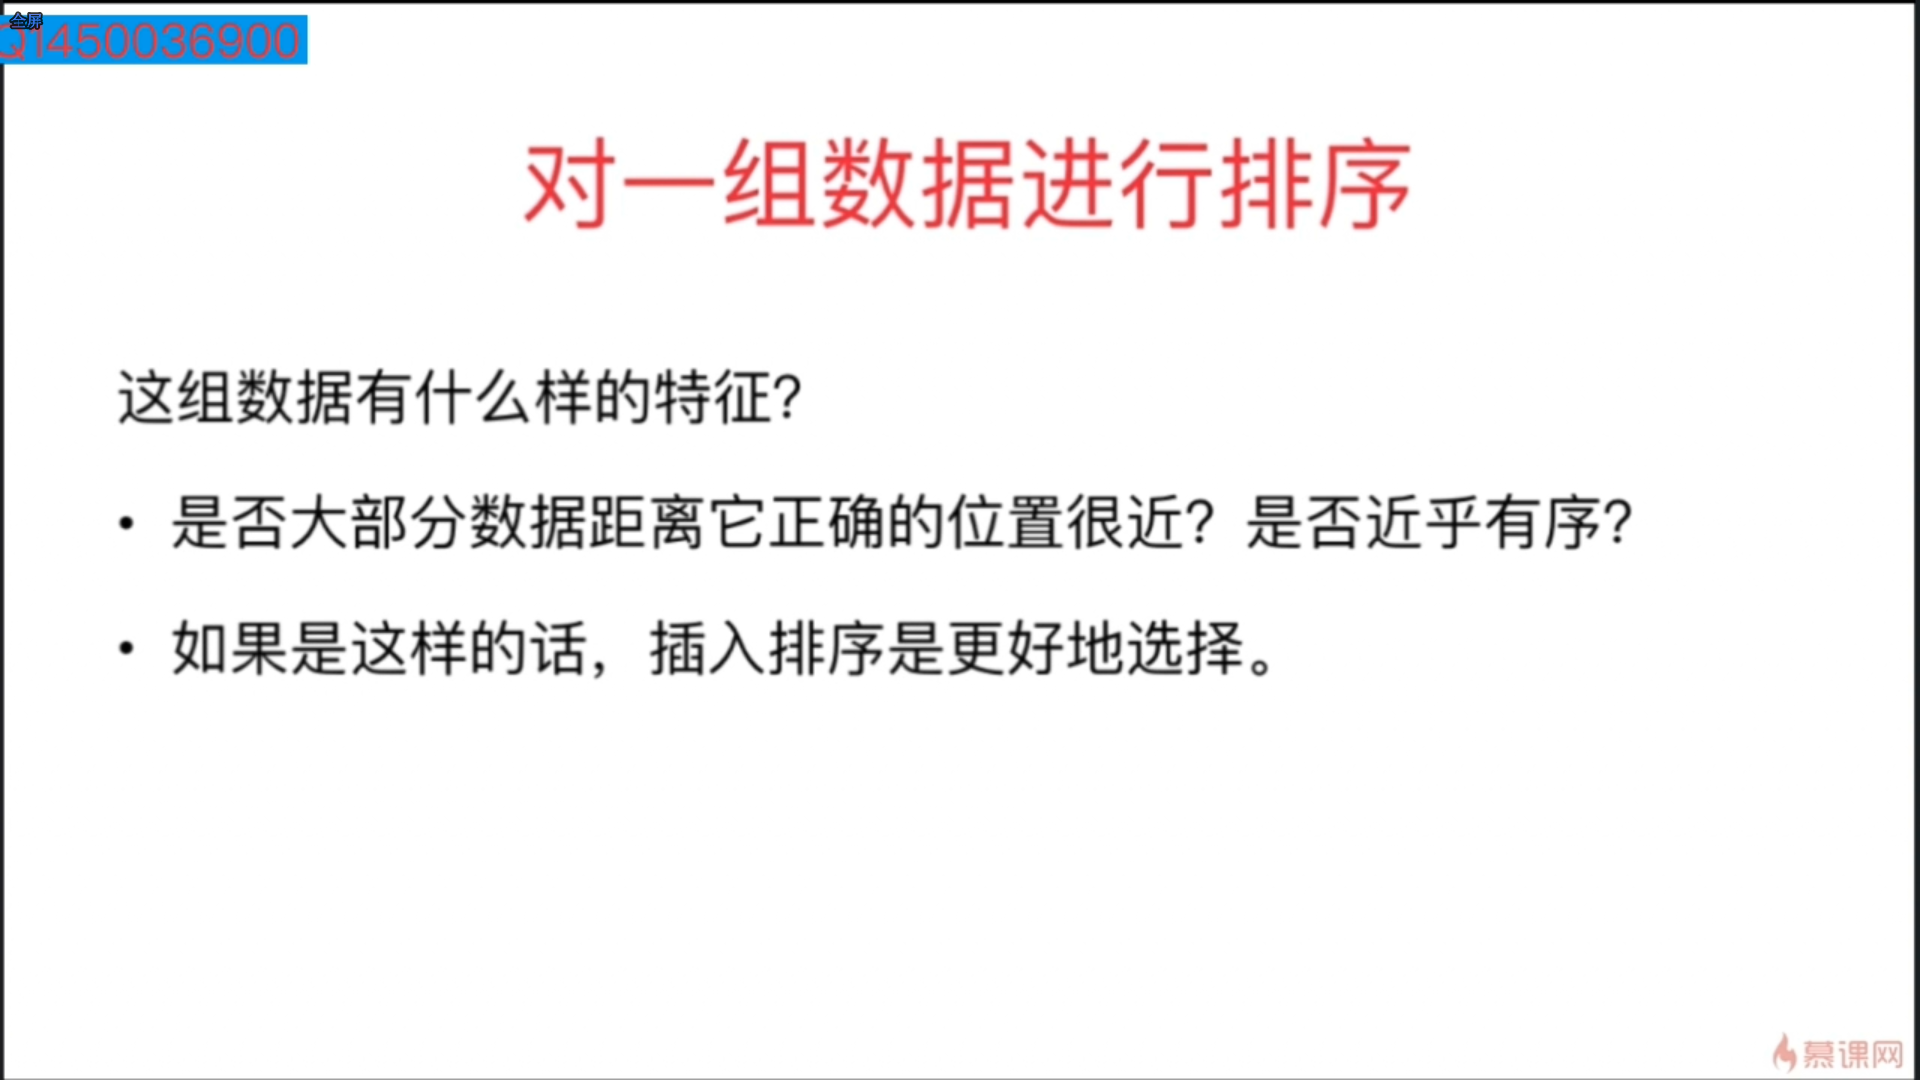 全屏
Q1450036900
对一组数据进行排序
这组数据有什么样的特征？
• 是否大部分数据距离它正确的位置很近？是否近乎有序？
• 如果是这样的话，插入排序是更好地选择。
慕课网